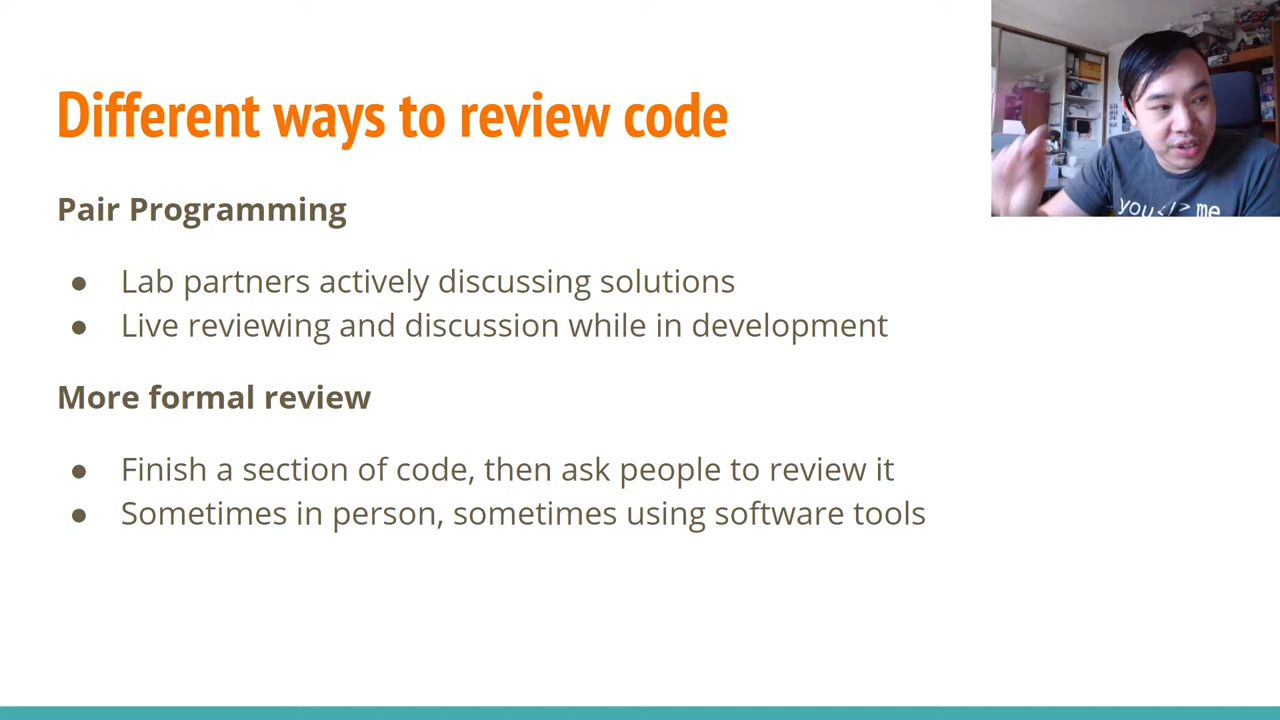 Different ways to review code
Pair Programming
● Lab partners actively discussing solutions
● Live reviewing and discussion while in development
More formal review
● Finish a section of code, then ask people to review it
● Sometimes in person, sometimes using software tools
me